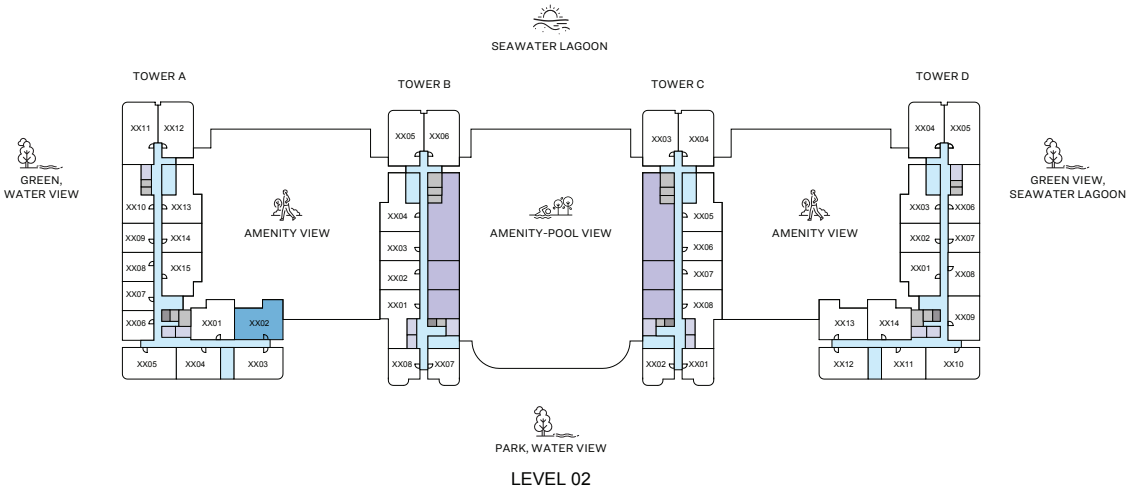 SEAWATER LAGOON
TOWER A
TOWER B
TOWER C
TOWER D
XX11
XX12
XX05
XX06
XX03
XX04
XX04
XX05
GREEN,
WATER VIEW
GREEN VIEW,
SEAWATER LAGOON
XX10
XX13
XX04
XX05
XX03
XX06
AMENITY VIEW
AMENITY-POOL VIEW
AMENITY VIEW
XX09
XX14
XX03
XX06
XX02
XX07
XX08
XX15
XX02
XX07
XX01
XX08
XX07
XX01
XX08
XX06
XX01
XX02
XX13
XX14
XX09
XX05
XX04
XX03
XX08
XX07
XX02
XX01
XX12
XX11
XX10
PARK, WATER VIEW
LEVEL 02